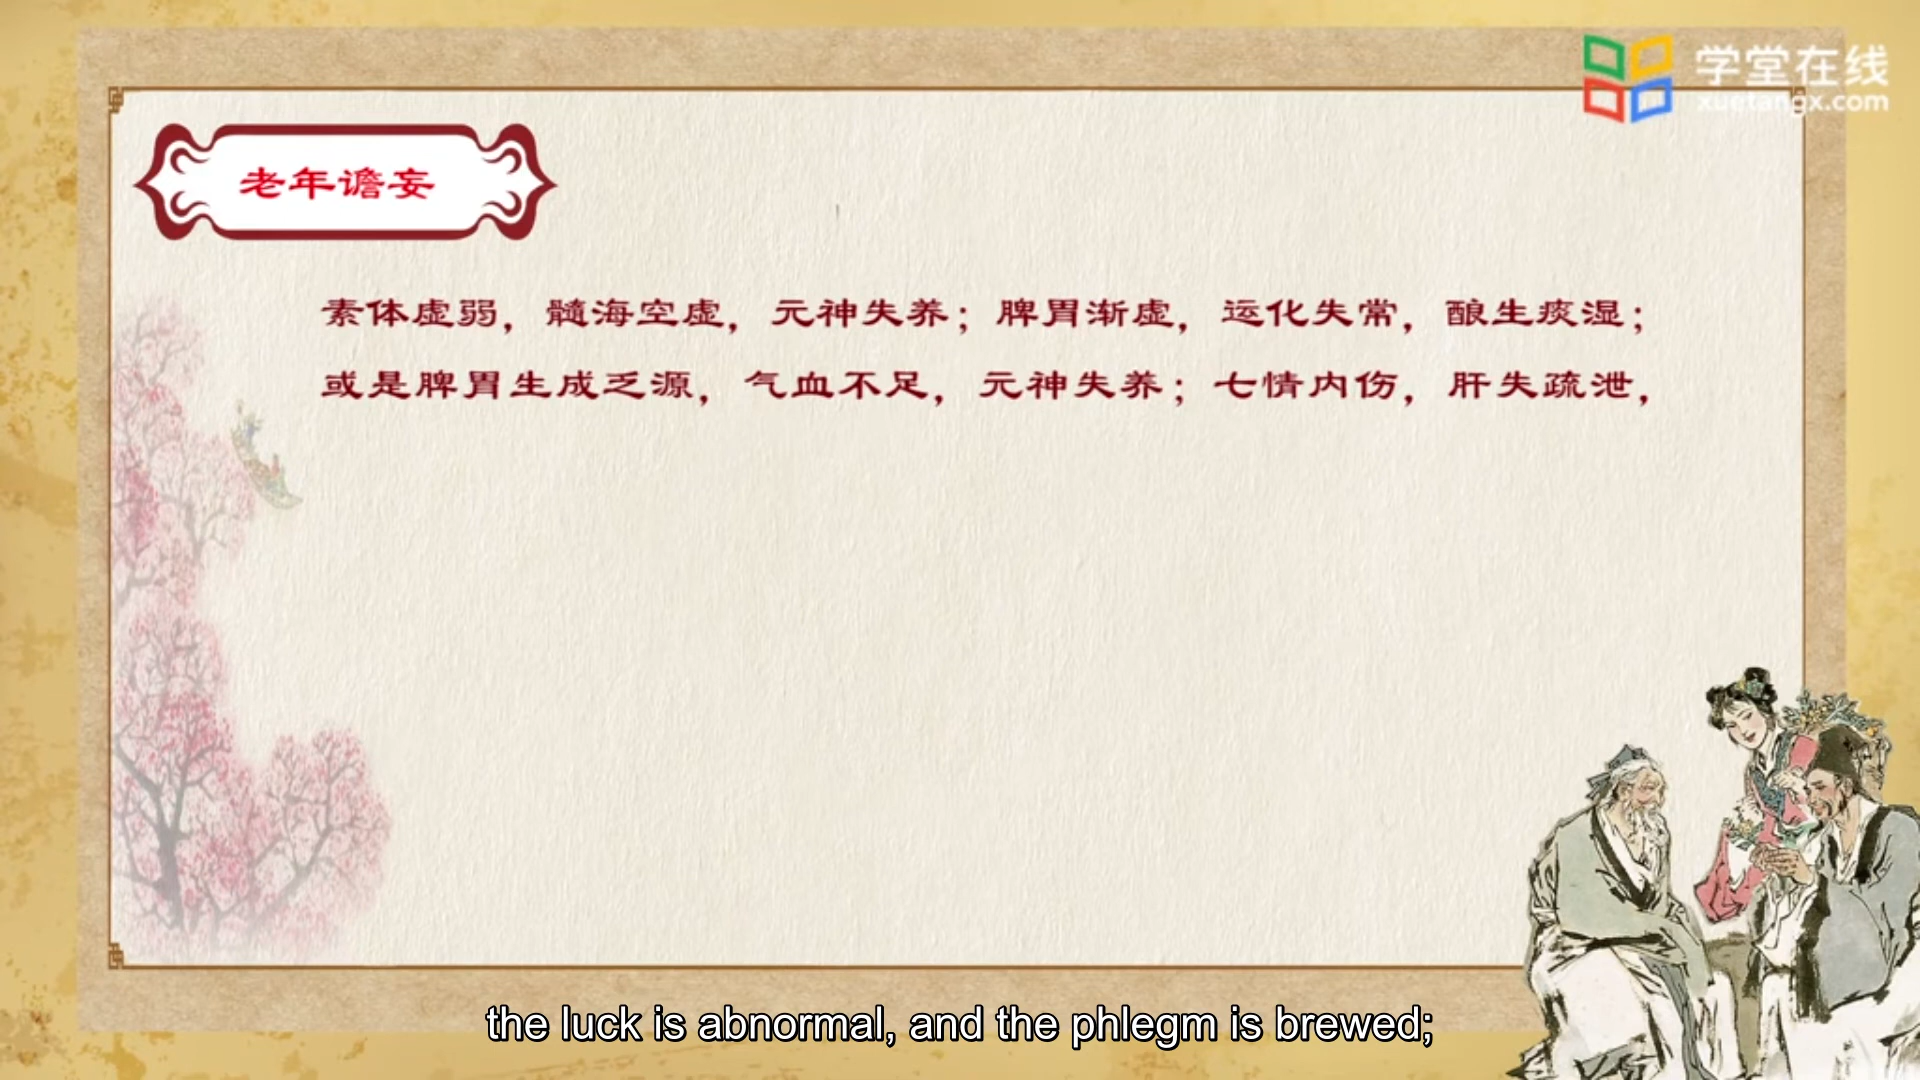 学堂在线
xuetangx.com
老年谵妄
素体虚弱，髓海空虚，元神失养；脾胃渐虚，运化失常，酿生痰湿；
或是脾胃生成乏源，气血不足，元神失养；七情内伤，肝失疏泄，
the luck is abnormal, and the phlegm is brewed;